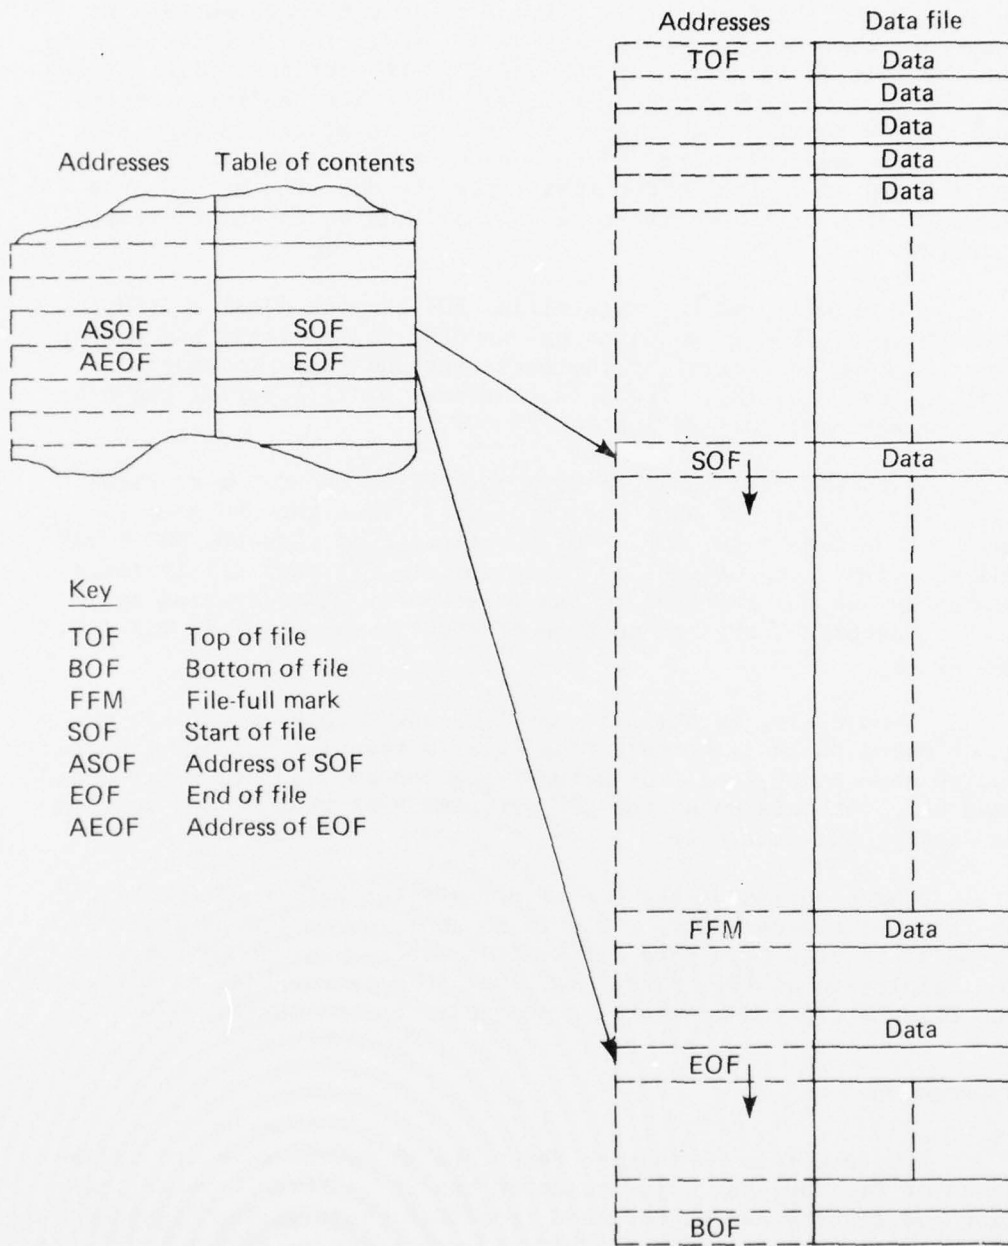 Addresses Data file
TOF Data
Data
Data
Data
Data
Addresses Table of contents
ASOF SOF
AEOF EOF
SOF Data
Key
TOF Top of file
BOF Bottom of file
FFM File-full mark
SOF Start of file
ASOF Address of SOF
EOF End of file
AEOF Address of EOF
FFM Data
Data
EOF
BOF